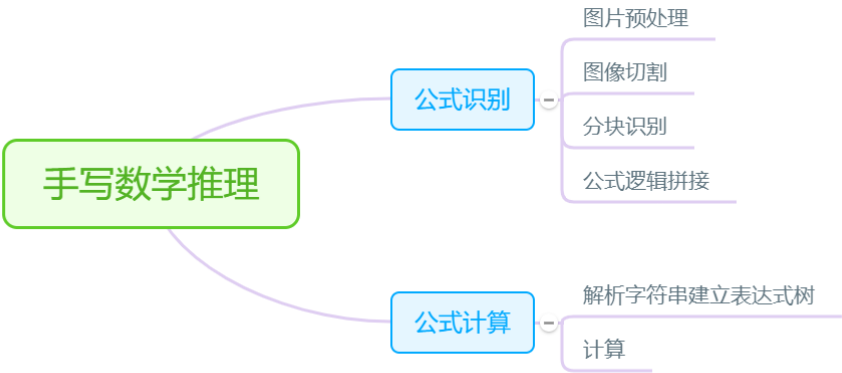 手写数学推理
公式识别
图片预处理
图像切割
分块识别
公式逻辑拼接
公式计算
解析字符串建立表达式树
计算